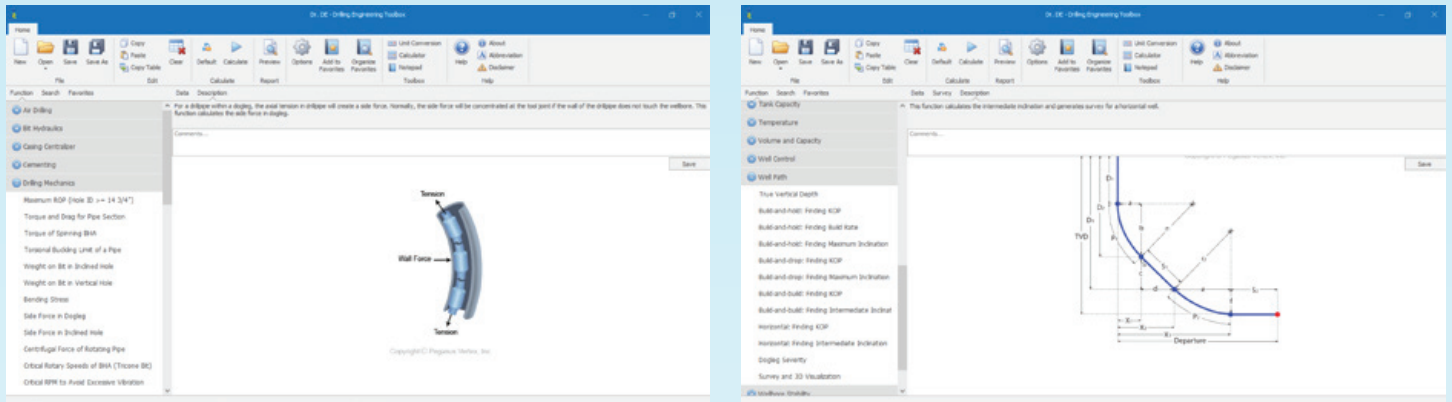 Dr. DE - Drilling Engineering Toolbox
Home
New Open Save Save As
Copy
Paste
Copy Table
Clear
Default Calculate
Preview
Options
Add to Favorites
Organize Favorites
Unit Conversion
Calculator
Notepad
Help
About
Abbreviation
Disclaimer
File Edit Calculate Report Toolbox Help
Function Search Favorites
Data Description
Air Drilling
Bit Hydraulics
Casing Centralizer
Cementing
Drilling Mechanics
Maximum ROP (Hole ID >= 14 3/4")
Torque and Drag for Pipe Section
Torque of Spinning BHA
Torsional Buckling Limit of a Pipe
Weight on Bit in Inclined Hole
Weight on Bit in Vertical Hole
Bending Stress
Side Force in Dogleg
Side Force in Inclined Hole
Centrifugal Force of Rotating Pipe
Critical Rotary Speeds of BHA (Tricone Bit)
Critical RPM to Avoid Excessive Vibration
For a drillpipe within a dogleg, the axial tension in drillpipe will create a side force. Normally, the side force will be concentrated at the tool joint if the wall of the drillpipe does not touch the wellbore. This
function calculates the side force in dogleg.
Comments...
Save
Tension
Wall Force
Tension
Copyright © Pegasus Vertex, Inc.
Dr. DE - Drilling Engineering Toolbox
Home
New Open Save Save As
Copy
Paste
Copy Table
Clear
Default Calculate
Preview
Options
Add to Favorites
Organize Favorites
Unit Conversion
Calculator
Notepad
Help
About
Abbreviation
Disclaimer
File Edit Calculate Report Toolbox Help
Function Search Favorites
Data Survey Description
Tank Capacity
Temperature
Volume and Capacity
Well Control
Well Path
True Vertical Depth
Build-and-hold: Finding KOP
Build-and-hold: Finding Build Rate
Build-and-hold: Finding Maximum Inclination
Build-and-drop: Finding KOP
Build-and-drop: Finding Maximum Inclination
Build-and-build: Finding KOP
Build-and-build: Finding Intermediate Inclinat
Horizontal: Finding KOP
Horizontal: Finding Intermediate Inclination
Dogleg Severity
Survey and 3D Visualization
Wellbore Stability
This function calculates the intermediate inclination and generates survey for a horizontal well.
Comments...
Save
D₁
D₂
D₃
TVD
X₁
X₂
X₃
Departure